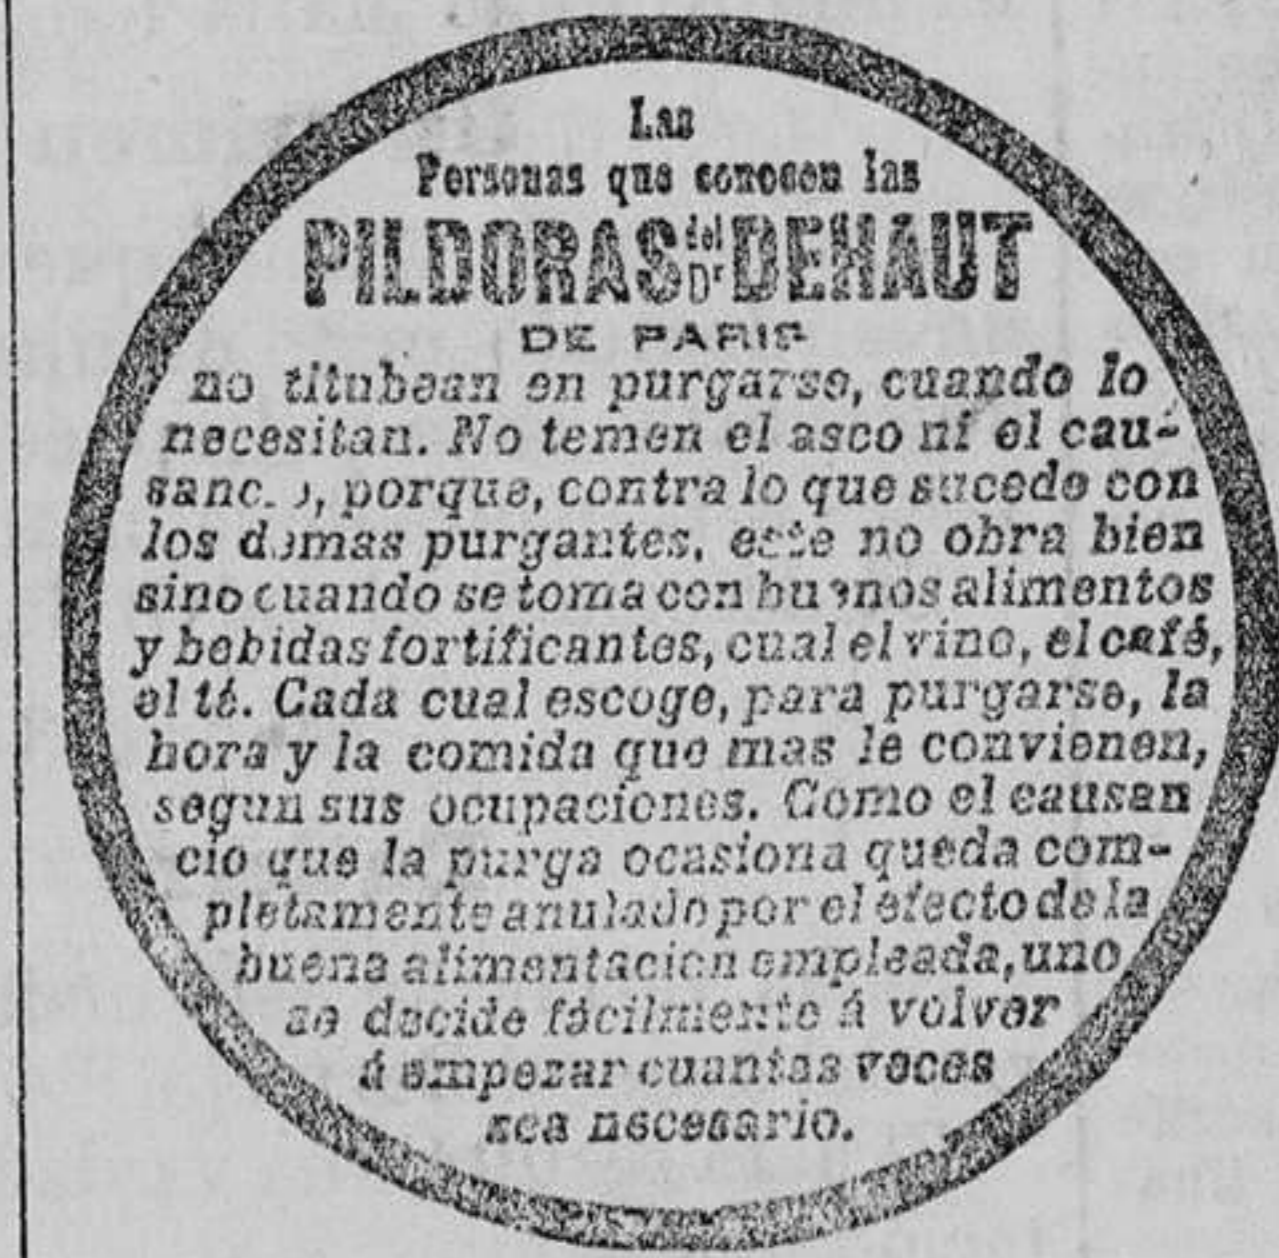 Las
Personas que conocen las
PILDORAS del Dr DEHAUT
DE PARIS
no titubean en purgarse, cuando lo
necesitan. No temen el asco ni el cau-
sancio, porque, contra lo que sucede con
los demas purgantes, este no obra bien
sino cuando se toma con buenos alimentos
y bebidas fortificantes, cual el vino, el café,
el té. Cada cual escoge, para purgarse, la
hora y la comida que mas le convienen,
segun sus ocupaciones. Como el causan
cio que la purga ocasiona queda com-
pletamente anulado por el efecto de la
buena alimentacion empleada, uno
se decide fácilmente á volver
á empezar cuantas veces
sea necesario.